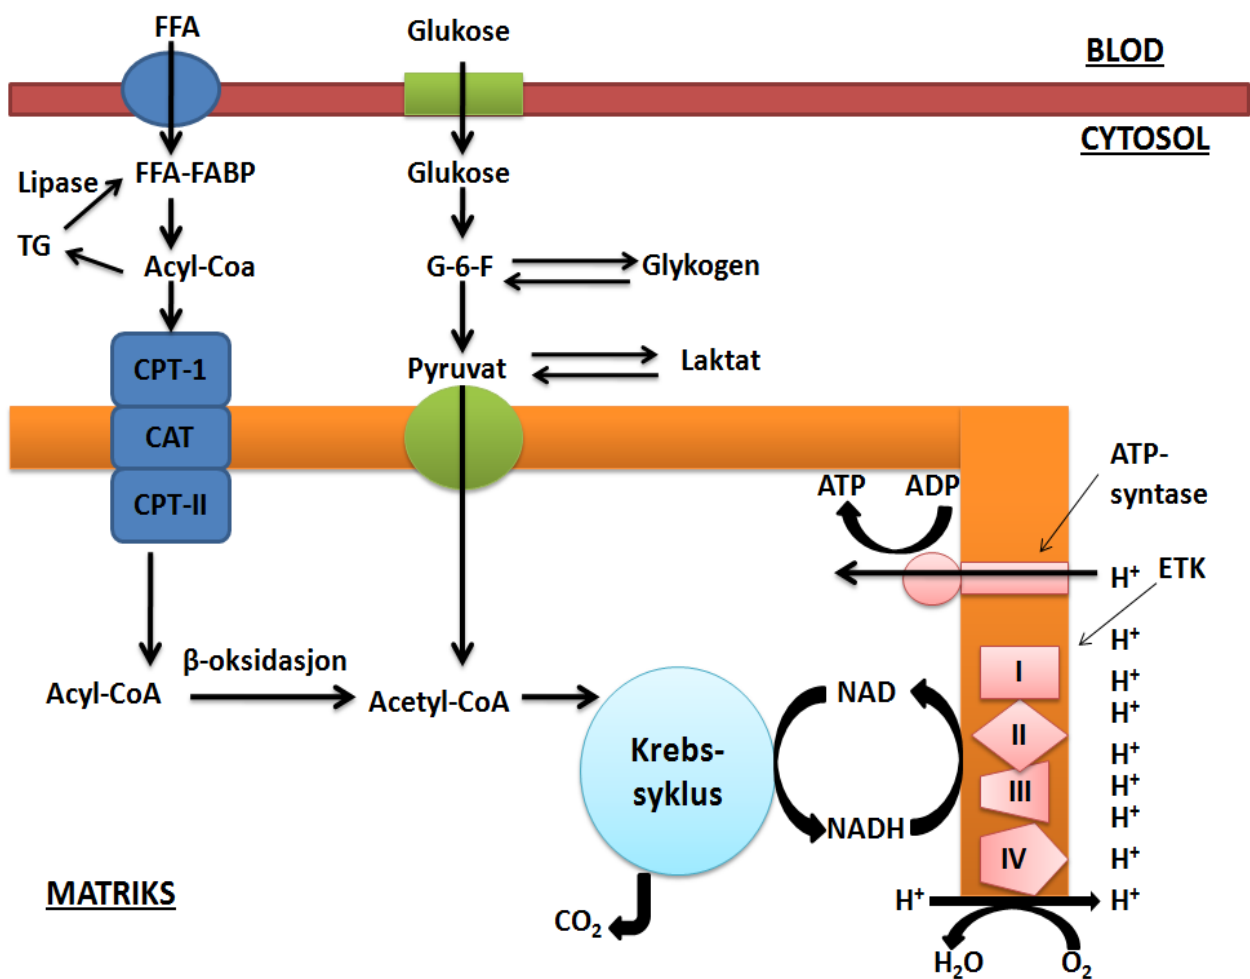 FFA
Glukose
BLOD
CYTOSOL
Lipase
FFA-FABP
Glukose
TG
Acyl-Coa
G-6-F
Glykogen
CPT-1
Pyruvat
Laktat
CAT
CPT-II
ATP
ADP
ATP-
syntase
H⁺
ETK
H⁺
H⁺
H⁺
H⁺
H⁺
H⁺
H⁺
I
II
III
IV
β-oksidasjon
Acyl-CoA
Acetyl-CoA
Krebs-
syklus
NAD
NADH
MATRIKS
CO₂
H⁺
H⁺
H₂O
O₂